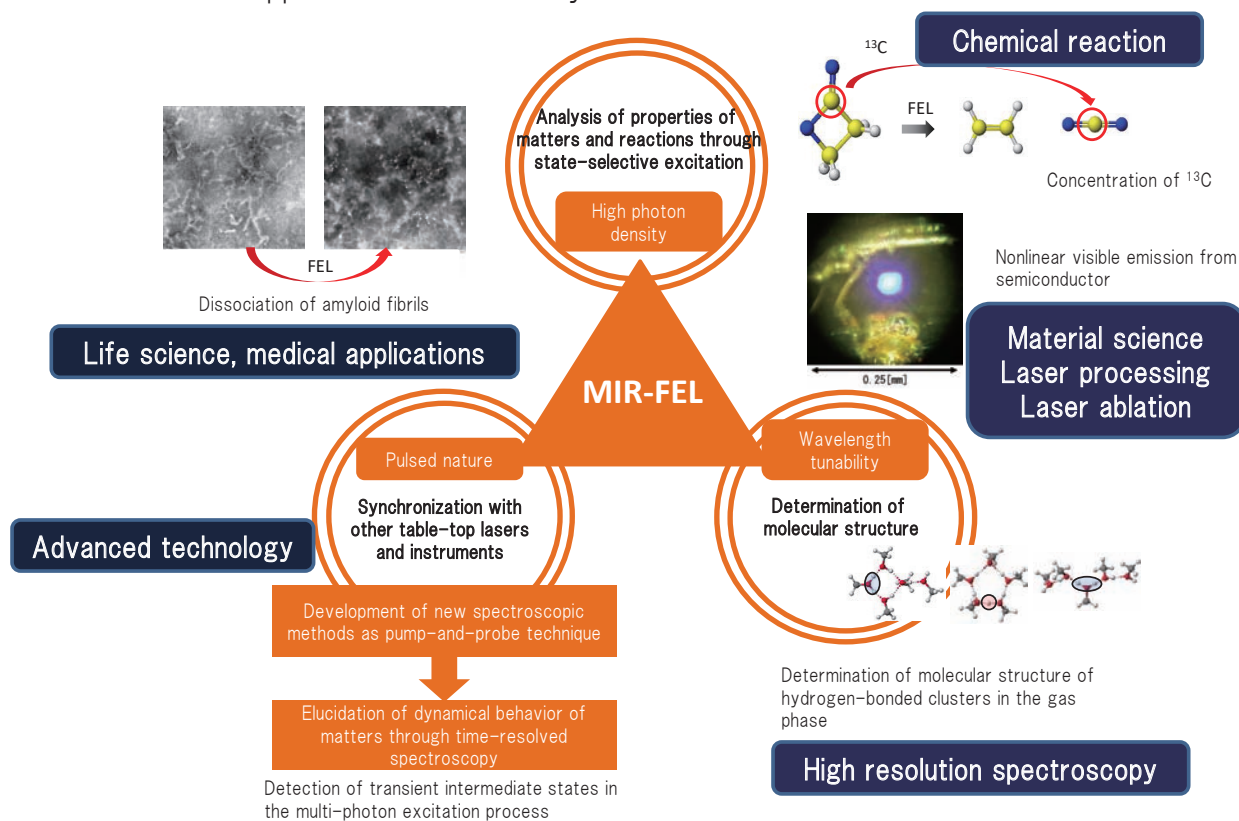 Chemical reaction
13C
FEL
Concentration of 13C
Analysis of properties of
matters and reactions through
state-selective excitation
High photon
density
FEL
Dissociation of amyloid fibrils
Life science, medical applications
Nonlinear visible emission from
semiconductor
0.25[mm]
Material science
Laser processing
Laser ablation
MIR-FEL
Pulsed nature
Synchronization with
other table-top lasers
and instruments
Advanced technology
Development of new spectroscopic
methods as pump-and-probe technique
Elucidation of dynamical behavior of
matters through time-resolved
spectroscopy
Detection of transient intermediate states in
the multi-photon excitation process
Wavelength
tunability
Determination of
molecular structure
Determination of molecular structure of
hydrogen-bonded clusters in the gas
phase
High resolution spectroscopy